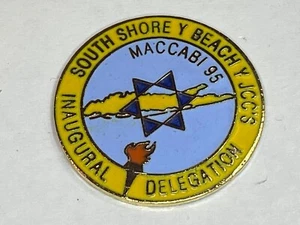 SOUTH SHORE Y BEACH Y JCC'S
MACCABI 95
INAUGURAL DELEGATION